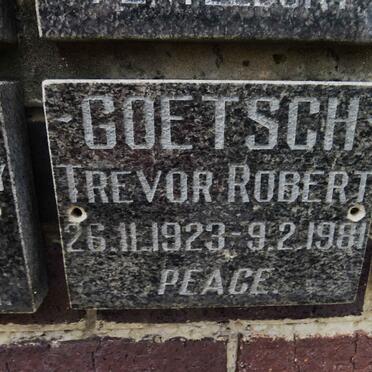 -GOETSCH-
TREVOR ROBERT
26.11.1923-9.2.1981
PEACE.